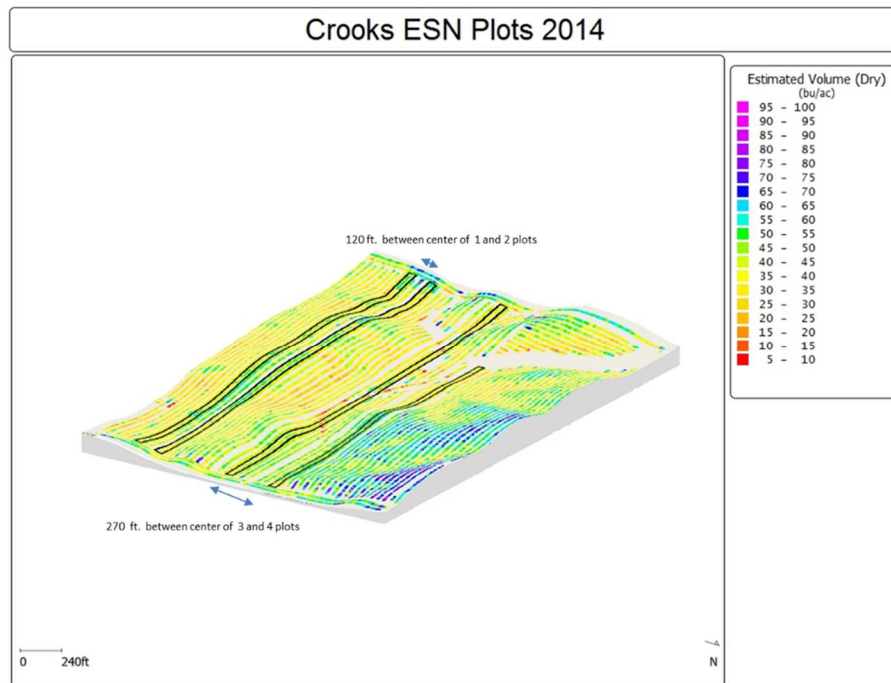 Crooks ESN Plots 2014
Estimated Volume (Dry)
(bu/ac)
95 - 100
90 - 95
85 - 90
80 - 85
75 - 80
70 - 75
65 - 70
60 - 65
55 - 60
50 - 55
45 - 50
40 - 45
35 - 40
30 - 35
25 - 30
20 - 25
15 - 20
10 - 15
5 - 10
120 ft. between center of 1 and 2 plots
270 ft. between center of 3 and 4 plots
0 240ft
N